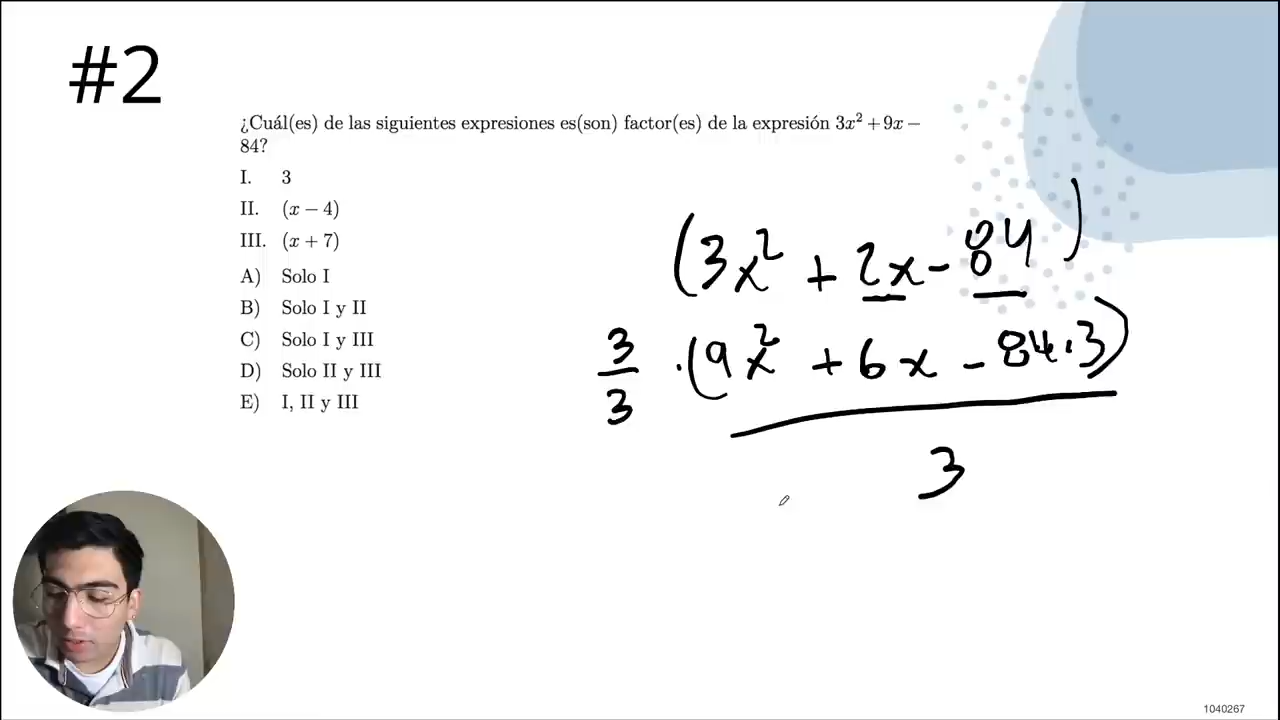 #2
¿Cuál(es) de las siguientes expresiones es(son) factor(es) de la expresión 3x² + 9x −
84?
I. 3
II. (x − 4)
III. (x + 7)
A) Solo I
B) Solo I y II
C) Solo I y III
D) Solo II y III
E) I, II y III
(3x² + 2x - 84)
3/3 · (9x² + 6x - 84·3)
3
1040267